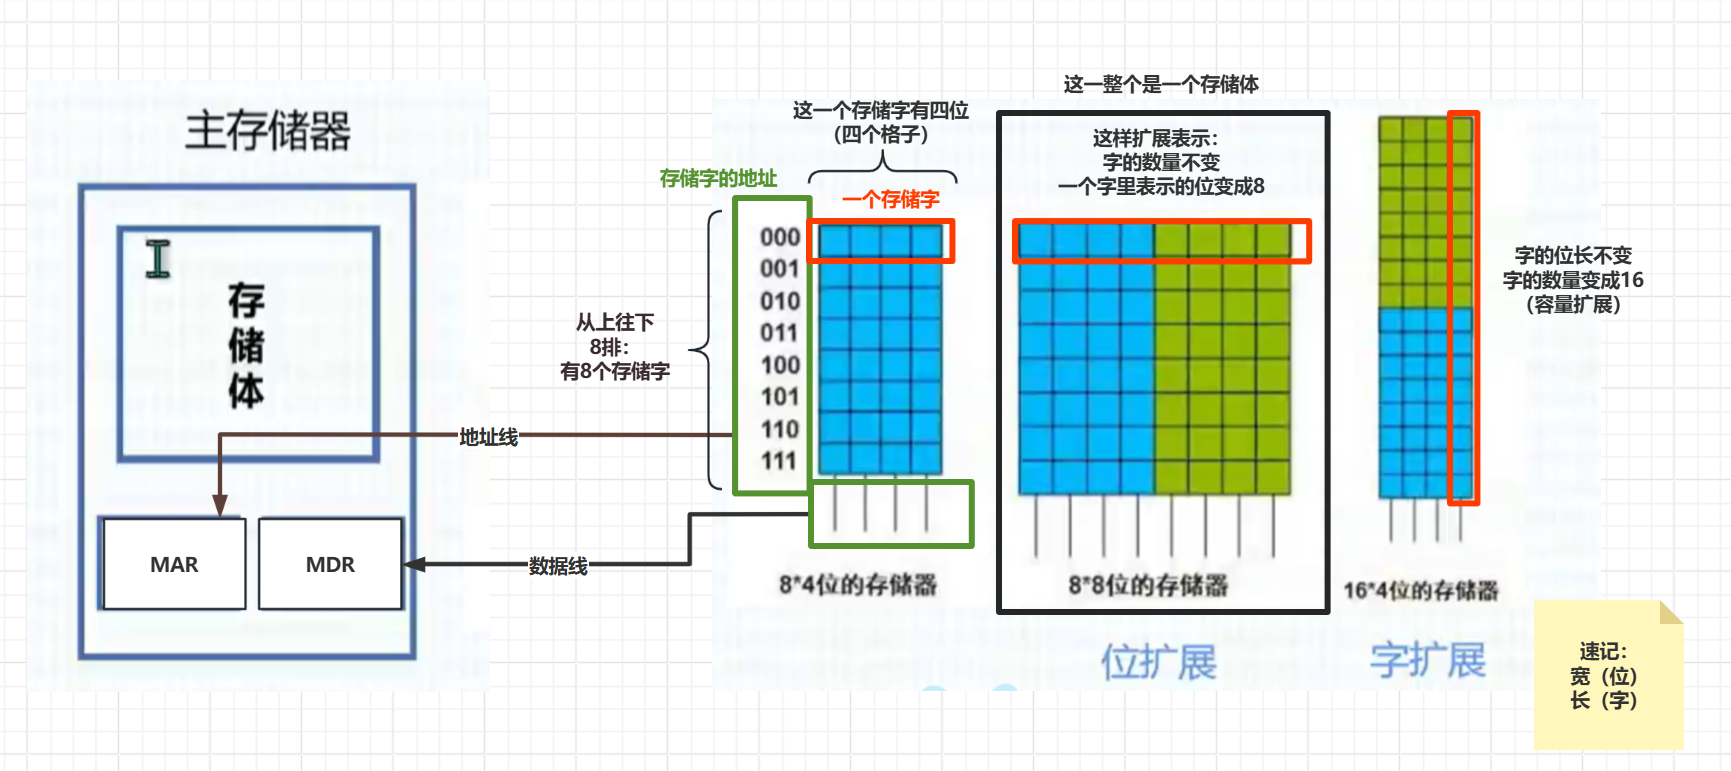 主存储器
存
储
体
地址线
MAR
MDR
数据线
从上往下
8排：
有8个存储字
存储字的地址
这一个存储字有四位
（四个格子）
一个存储字
000
001
010
011
100
101
110
111
8*4位的存储器
这一整个是一个存储体
这样扩展表示：
字的数量不变
一个字里表示的位变成8
8*8位的存储器
位扩展
字的位长不变
字的数量变成16
（容量扩展）
16*4位的存储器
字扩展
速记：
宽（位）
长（字）